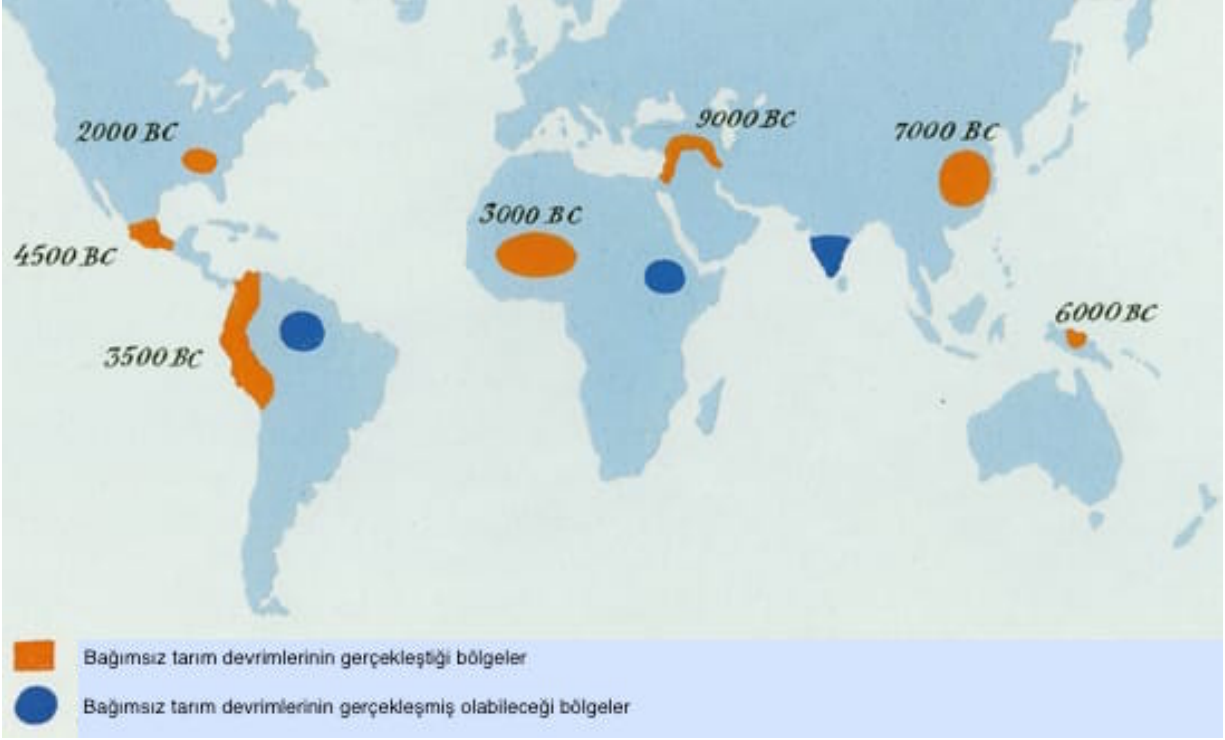 2000 BC
9000 BC
7000 BC
3000 BC
4500 BC
6000 BC
3500 BC
Bağımsız tarım devrimlerinin gerçekleştiği bölgeler
Bağımsız tarım devrimlerinin gerçekleşmiş olabileceği bölgeler